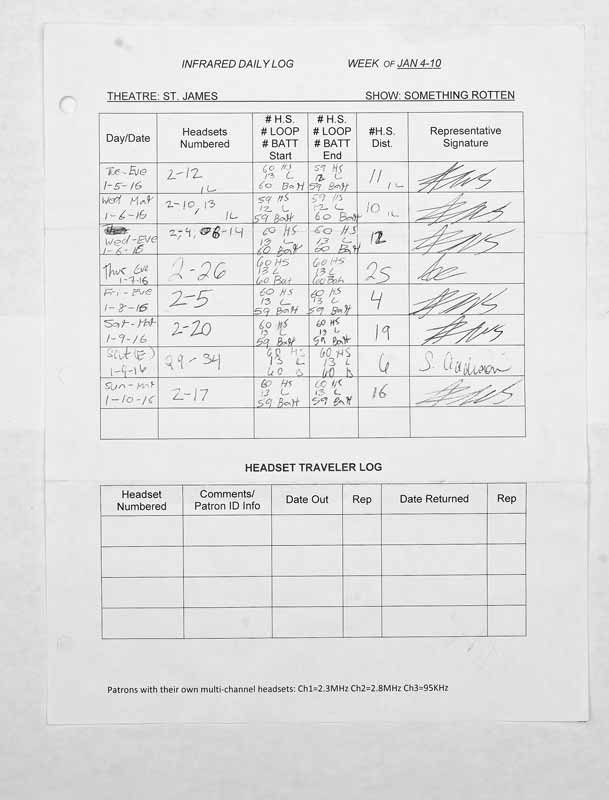 INFRARED DAILY LOG WEEK OF JAN 4-10
THEATRE: ST. JAMES SHOW: SOMETHING ROTTEN
Day/Date Headsets Numbered # H.S. # LOOP # BATT Start # H.S. # LOOP # BATT End #H.S. Dist. Representative Signature
Tue-Eve 60 HS 59 HS
2-12 13 L 12 L 11
1-5-16 1L 60 Batt 59 Batt 1L
Wed Mat 59 HS 59 HS
2-10, 13 12 L 12 L 10 1L
1-6-16 1L 59 Batt 60 Batt
Wed-Eve 2-4, 6-14 60 HS 60 HS 12
13 L 13 L
1-6-16 60 Batt 60 Batt
Thur Eve 60 HS 60 HS
2-26 13 L 13 L 25
1-7-16 60 Bat 60 Bat
Fri-Eve 60 HS 60 HS
2-5 13 L 13 L 4
1-8-16 59 Batt 59 Batt
Sat-Mat 60 HS 60 HS
2-20 13 L 13 L 19
1-9-16 59 Batt 59 Batt
Sat (E) 60 HS 60 HS
29-34 13 L 13 L 6 S. Addison
1-9-16 60 B 60 B
Sun-Mat 60 HS 60 HS
2-17 13 L 13 L 16
1-10-16 59 Batt 59 Batt
HEADSET TRAVELER LOG
Headset Numbered Comments/ Patron ID Info Date Out Rep Date Returned Rep
Patrons with their own multi-channel headsets: Ch1=2.3MHz Ch2=2.8MHz Ch3=95KHz